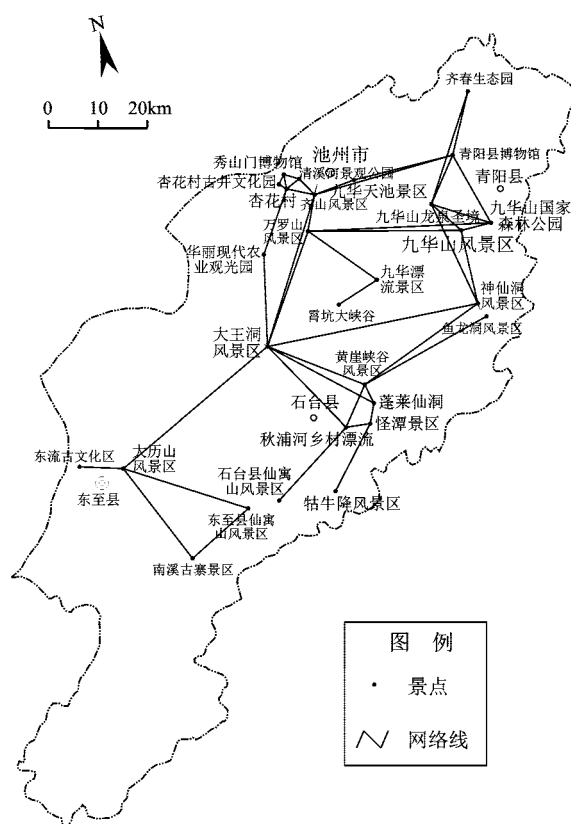 N
0 10 20km
齐春生态园
青阳县博物馆
青阳县
池州市
秀山门博物馆
清溪河景观公园
杏花村古井文化园
杏花村
齐山风景区
九华天池景区
九华山国家
森林公园
万罗山
风景区
九华山风景区
华丽现代农
业观光园
九华漂
流景区
神仙洞
风景区
霄坑大峡谷
鱼龙洞风景区
大王洞
风景区
黄崖峡谷
风景区
石台县
蓬莱仙洞
怪潭景区
秋浦河乡村漂流
东流古文化区
大历山
风景区
东至县
石台县仙寓
山风景区
牯牛降风景区
东至县仙寓
山风景区
南溪古寨景区
图 例
景点
网络线